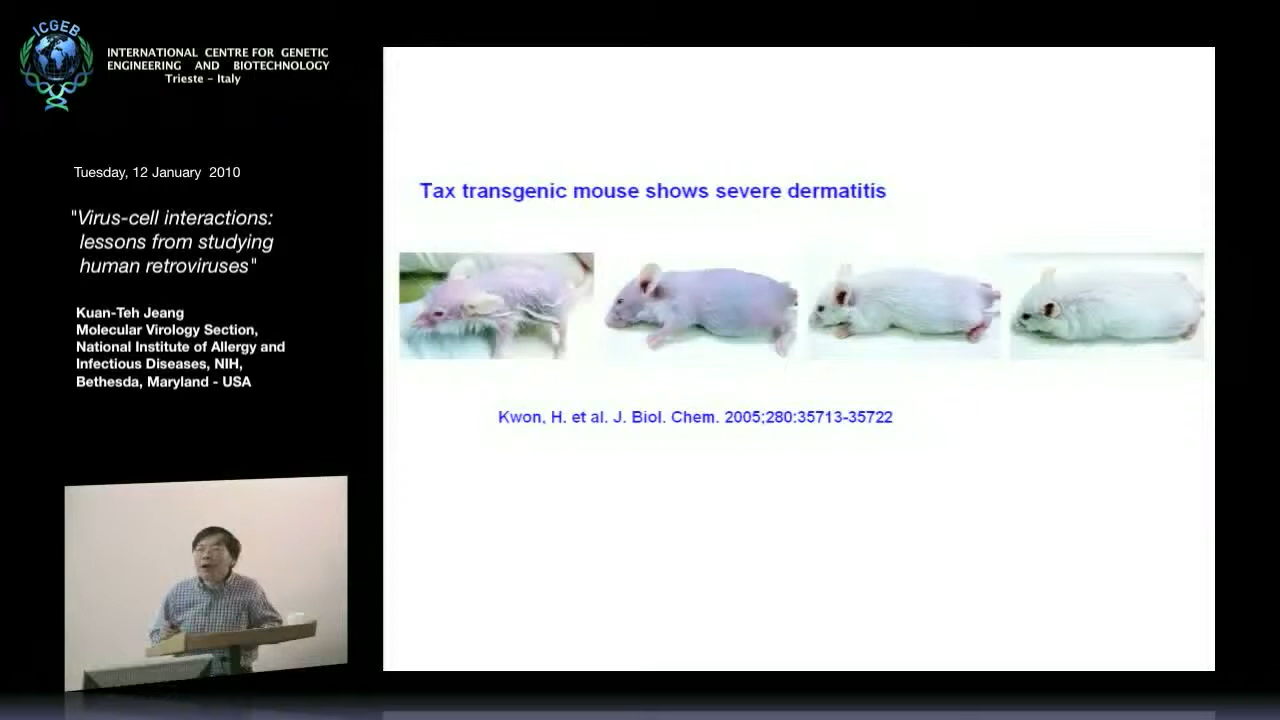 ICGEB
INTERNATIONAL CENTRE FOR GENETIC
ENGINEERING AND BIOTECHNOLOGY
Trieste - Italy
Tuesday, 12 January 2010
"Virus-cell interactions:
lessons from studying
human retroviruses"
Kuan-Teh Jeang
Molecular Virology Section,
National Institute of Allergy and
Infectious Diseases, NIH,
Bethesda, Maryland - USA
Tax transgenic mouse shows severe dermatitis
Kwon, H. et al. J. Biol. Chem. 2005;280:35713-35722